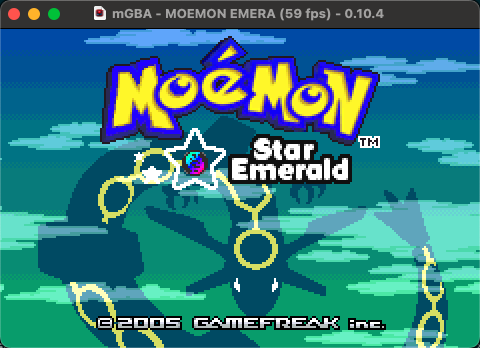 mGBA - MOEMON EMERA (59 fps) - 0.10.4
MoéMoN
TM
Star
Emerald
©2005 GAMEFREAK inc.